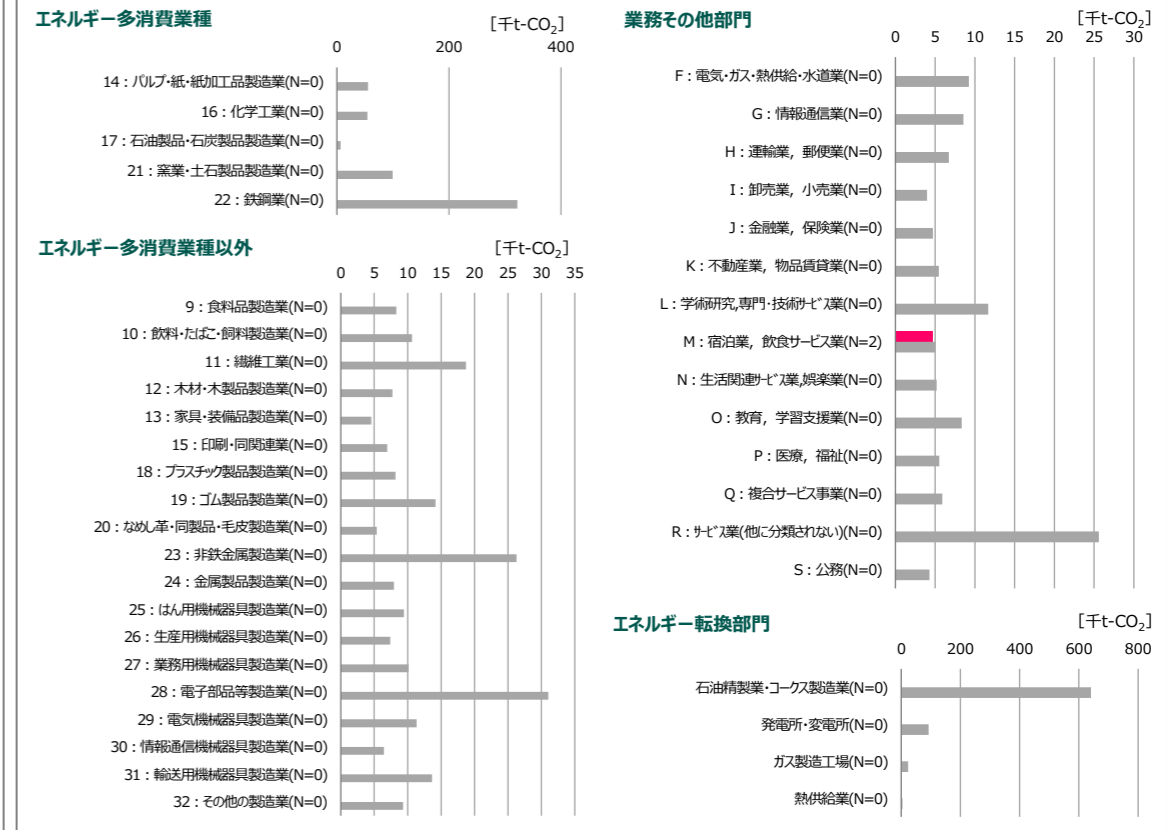 エネルギー多消費業種
[千t-CO2]
0 200 400
14：パルプ・紙・紙加工品製造業(N=0)
16：化学工業(N=0)
17：石油製品・石炭製品製造業(N=0)
21：窯業・土石製品製造業(N=0)
22：鉄鋼業(N=0)
エネルギー多消費業種以外
[千t-CO2]
0 5 10 15 20 25 30 35
9：食料品製造業(N=0)
10：飲料・たばこ・飼料製造業(N=0)
11：繊維工業(N=0)
12：木材・木製品製造業(N=0)
13：家具・装備品製造業(N=0)
15：印刷・同関連業(N=0)
18：プラスチック製品製造業(N=0)
19：ゴム製品製造業(N=0)
20：なめし革・同製品・毛皮製造業(N=0)
23：非鉄金属製造業(N=0)
24：金属製品製造業(N=0)
25：はん用機械器具製造業(N=0)
26：生産用機械器具製造業(N=0)
27：業務用機械器具製造業(N=0)
28：電子部品等製造業(N=0)
29：電気機械器具製造業(N=0)
30：情報通信機械器具製造業(N=0)
31：輸送用機械器具製造業(N=0)
32：その他の製造業(N=0)
業務その他部門
[千t-CO2]
0 5 10 15 20 25 30
F：電気・ガス・熱供給・水道業(N=0)
G：情報通信業(N=0)
H：運輸業，郵便業(N=0)
I：卸売業，小売業(N=0)
J：金融業，保険業(N=0)
K：不動産業，物品賃貸業(N=0)
L：学術研究,専門・技術ｻｰﾋﾞｽ業(N=0)
M：宿泊業，飲食サービス業(N=2)
N：生活関連ｻｰﾋﾞｽ業,娯楽業(N=0)
O：教育，学習支援業(N=0)
P：医療，福祉(N=0)
Q：複合サービス事業(N=0)
R：ｻｰﾋﾞｽ業(他に分類されない)(N=0)
S：公務(N=0)
エネルギー転換部門
[千t-CO2]
0 200 400 600 800
石油精製業・コークス製造業(N=0)
発電所・変電所(N=0)
ガス製造工場(N=0)
熱供給業(N=0)